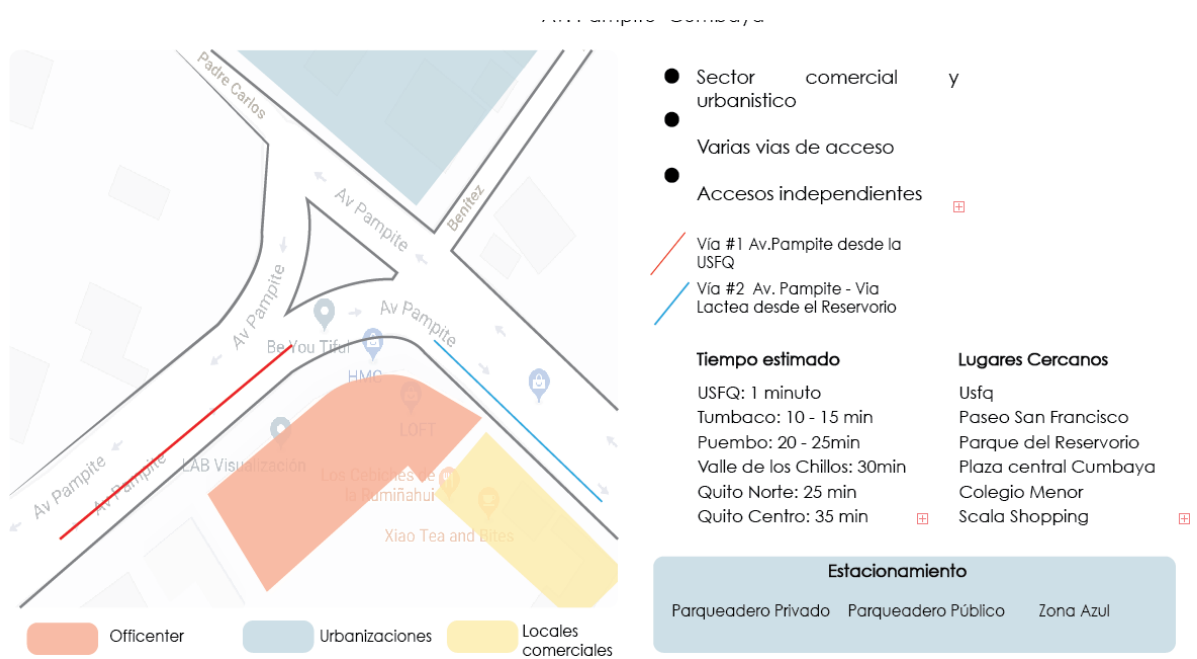 Av. Pampite Cumbaya
Padre Carlos
Av Pampite
Benítez
Av Pampite
Av Pampite
Be You Tiful
HMC
LOFT
LAB Visualización
Los Cebiches de
la Rumiñahui
Xiao Tea and Bites
Av Pampite
Av Pampite
Officenter
Urbanizaciones
Locales
comerciales
Sector comercial y
urbanistico
Varias vias de acceso
Accesos independientes
Vía #1 Av.Pampite desde la
USFQ
Vía #2 Av. Pampite - Via
Lactea desde el Reservorio
Tiempo estimado
USFQ: 1 minuto
Tumbaco: 10 - 15 min
Puembo: 20 - 25min
Valle de los Chillos: 30min
Quito Norte: 25 min
Quito Centro: 35 min
Lugares Cercanos
Usfq
Paseo San Francisco
Parque del Reservorio
Plaza central Cumbaya
Colegio Menor
Scala Shopping
Estacionamiento
Parqueadero Privado Parqueadero Público Zona Azul